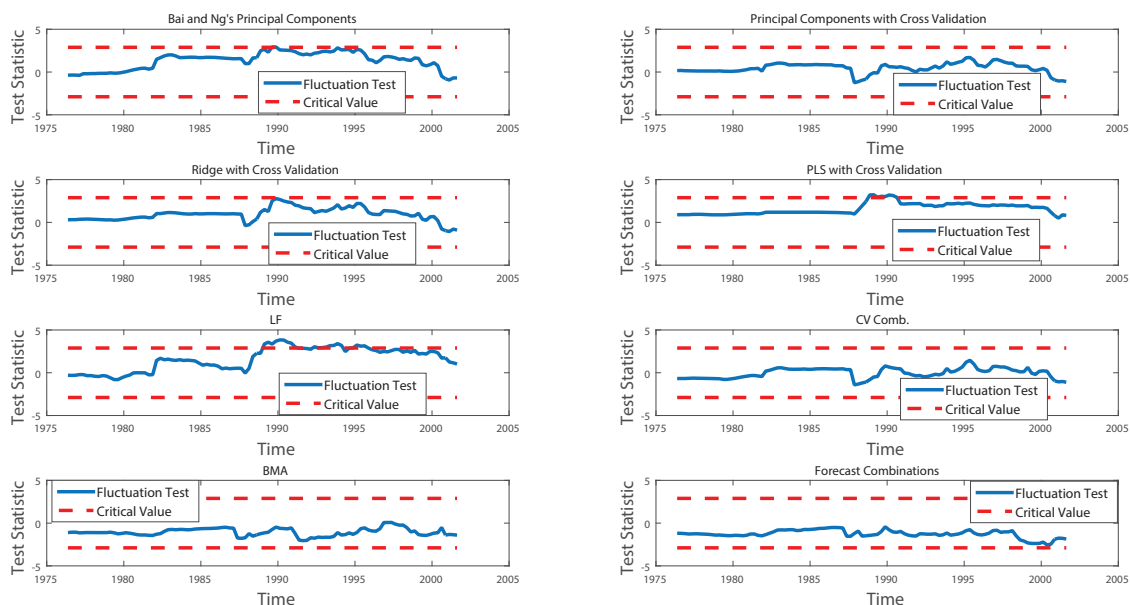 Bai and Ng's Principal Components
Test Statistic
5
0
-5
Fluctuation Test
Critical Value
1975 1980 1985 1990 1995 2000 2005
Time
Principal Components with Cross Validation
Test Statistic
5
0
-5
Fluctuation Test
Critical Value
1975 1980 1985 1990 1995 2000 2005
Time
Ridge with Cross Validation
Test Statistic
5
0
-5
Fluctuation Test
Critical Value
1975 1980 1985 1990 1995 2000 2005
Time
PLS with Cross Validation
Test Statistic
5
0
-5
Fluctuation Test
Critical Value
1975 1980 1985 1990 1995 2000 2005
Time
LF
Test Statistic
5
0
-5
Fluctuation Test
Critical Value
1975 1980 1985 1990 1995 2000 2005
Time
CV Comb.
Test Statistic
5
0
-5
Fluctuation Test
Critical Value
1975 1980 1985 1990 1995 2000 2005
Time
BMA
Test Statistic
5
0
-5
Fluctuation Test
Critical Value
1975 1980 1985 1990 1995 2000 2005
Time
Forecast Combinations
Test Statistic
5
0
-5
Fluctuation Test
Critical Value
1975 1980 1985 1990 1995 2000 2005
Time